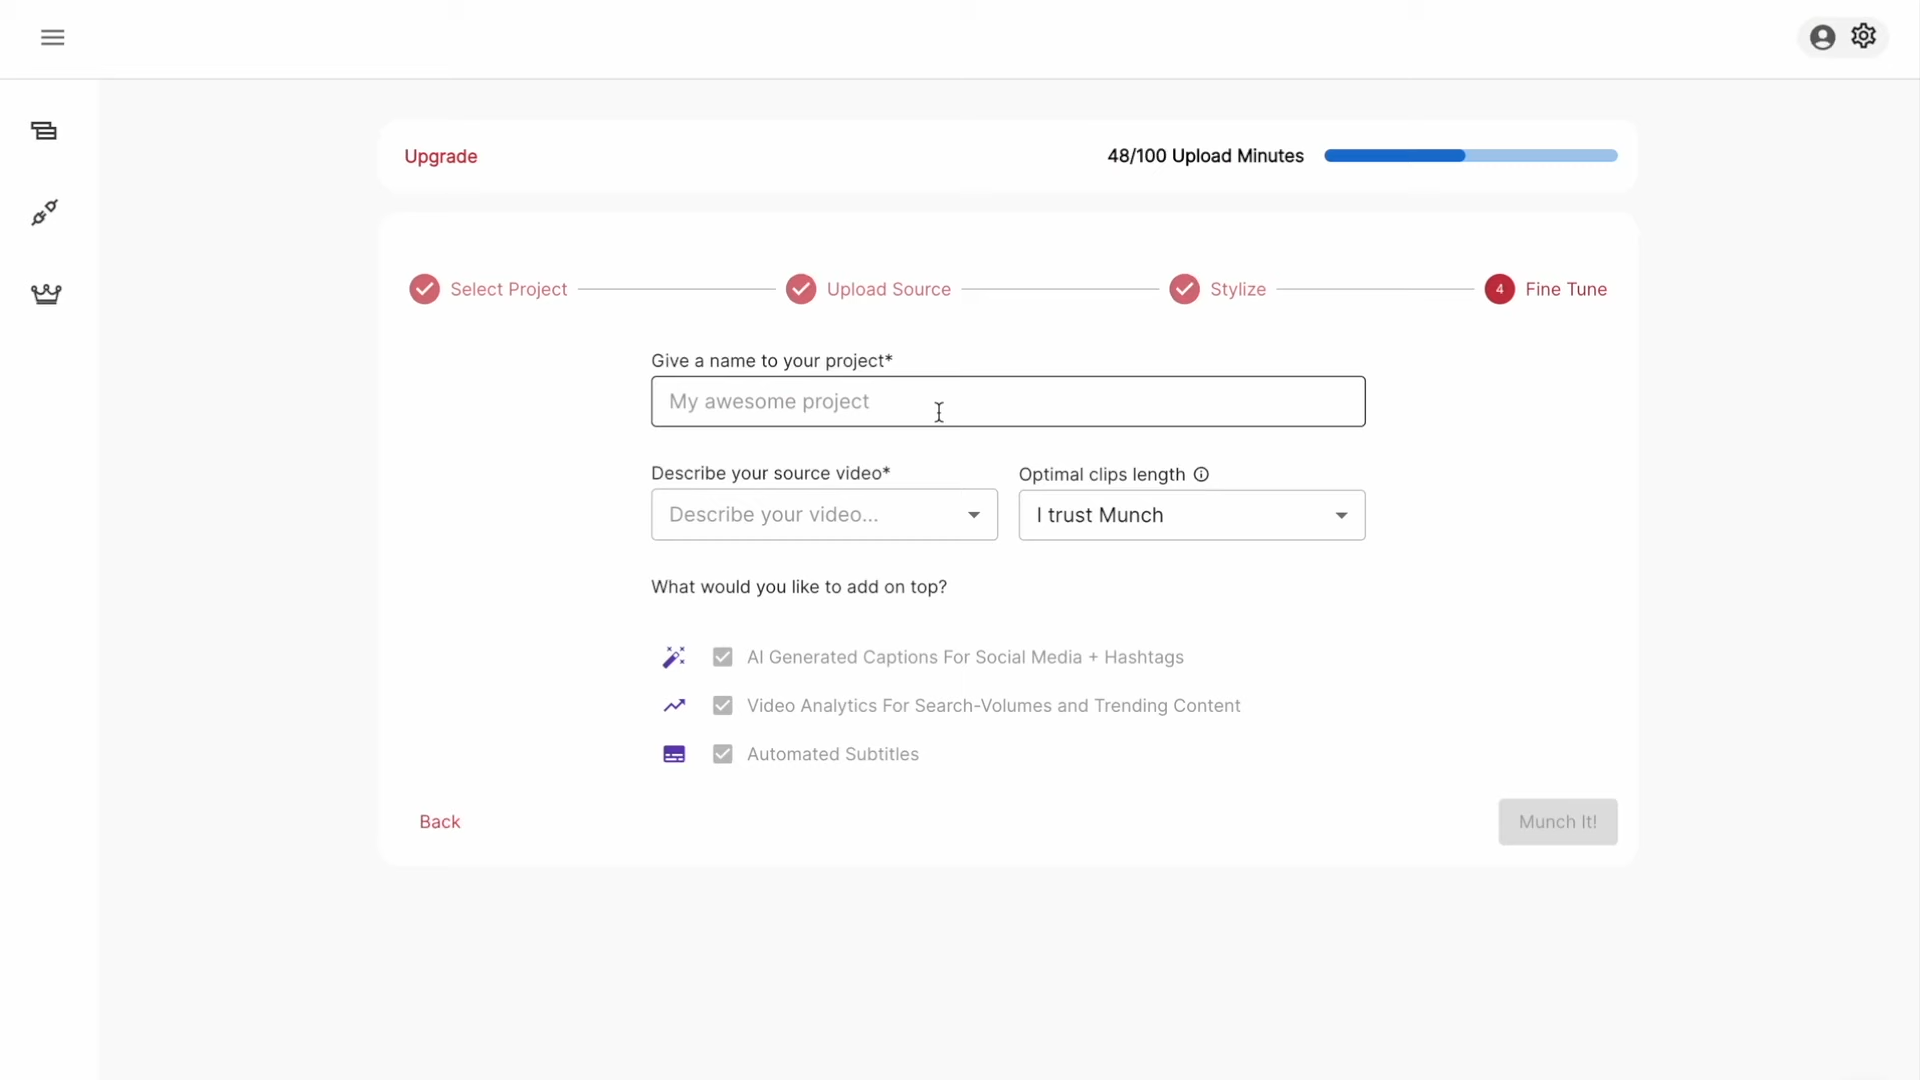 Upgrade
48/100 Upload Minutes
Select Project
Upload Source
Stylize
4
Fine Tune
Give a name to your project*
My awesome project
Describe your source video*
Optimal clips length
Describe your video...
I trust Munch
What would you like to add on top?
AI Generated Captions For Social Media + Hashtags
Video Analytics For Search-Volumes and Trending Content
Automated Subtitles
Back
Munch It!